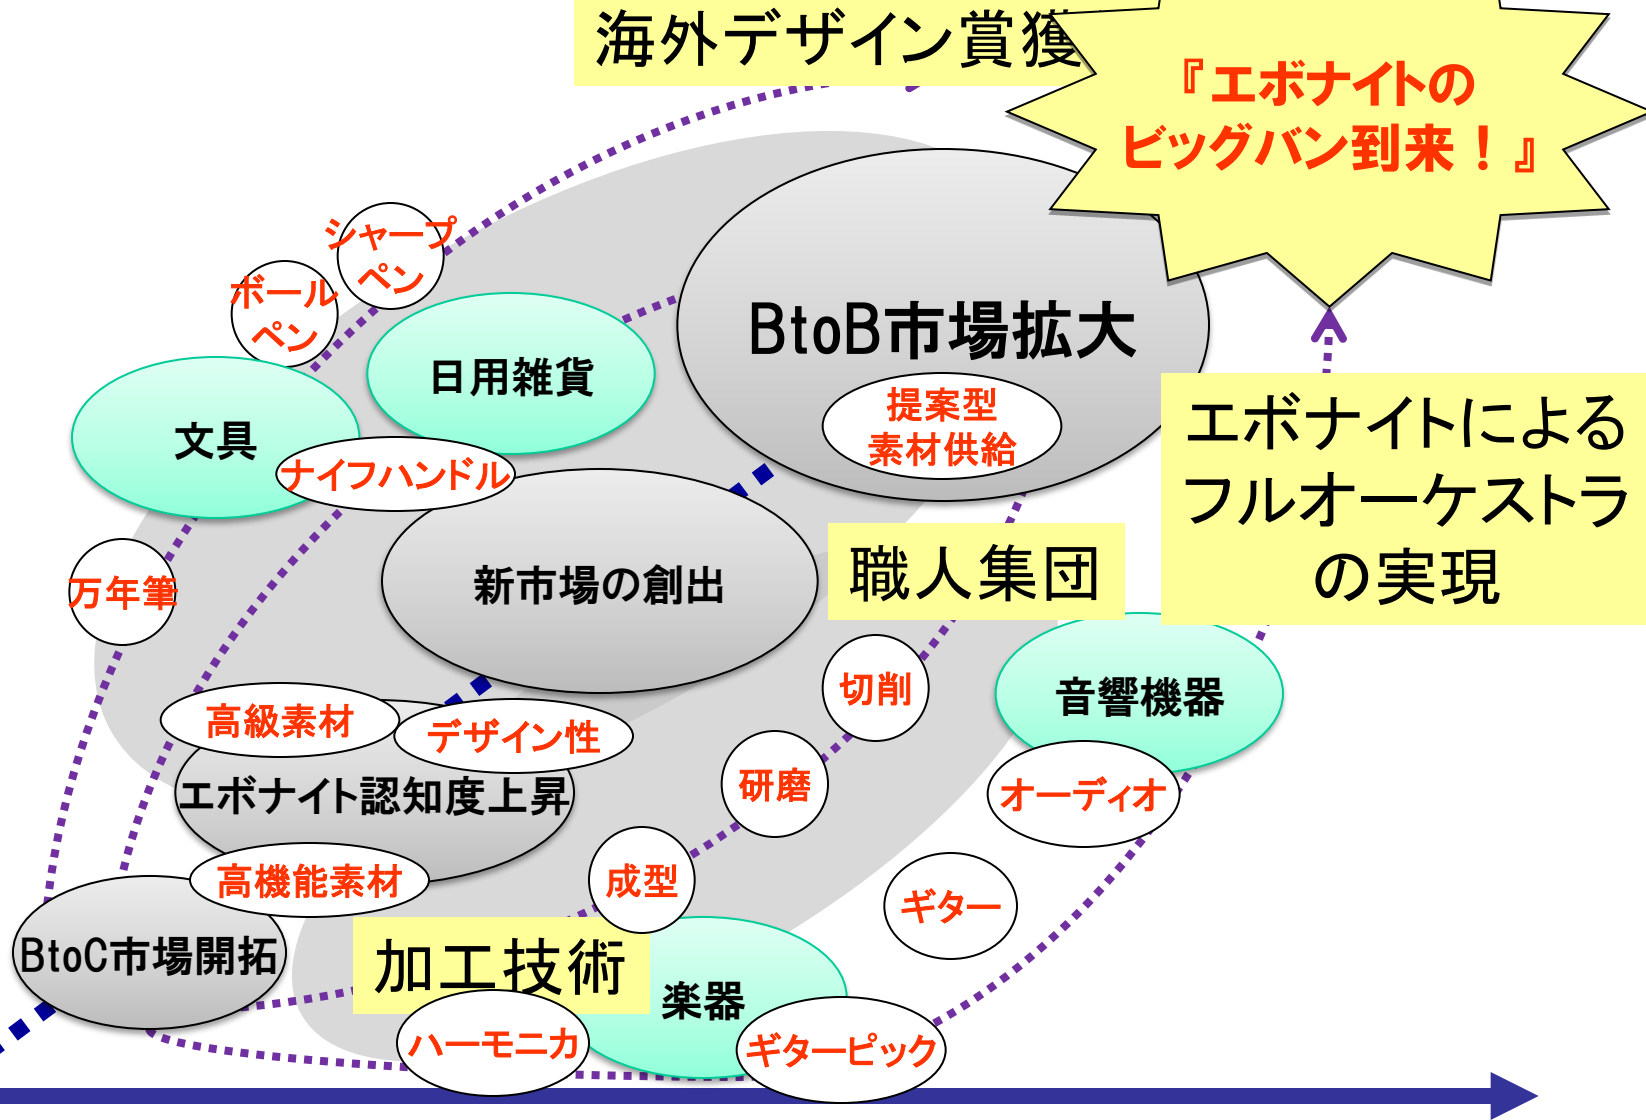 海外デザイン賞獲
『エボナイトの
ビッグバン到来！』
シャープ
ペン
ボール
ペン
日用雑貨
BtoB市場拡大
提案型
素材供給
文具
ナイフハンドル
エボナイトによる
フルオーケストラ
の実現
職人集団
新市場の創出
万年筆
切削
音響機器
高級素材
デザイン性
エボナイト認知度上昇
研磨
オーディオ
高機能素材
成型
ギター
BtoC市場開拓
加工技術
楽器
ハーモニカ
ギターピック